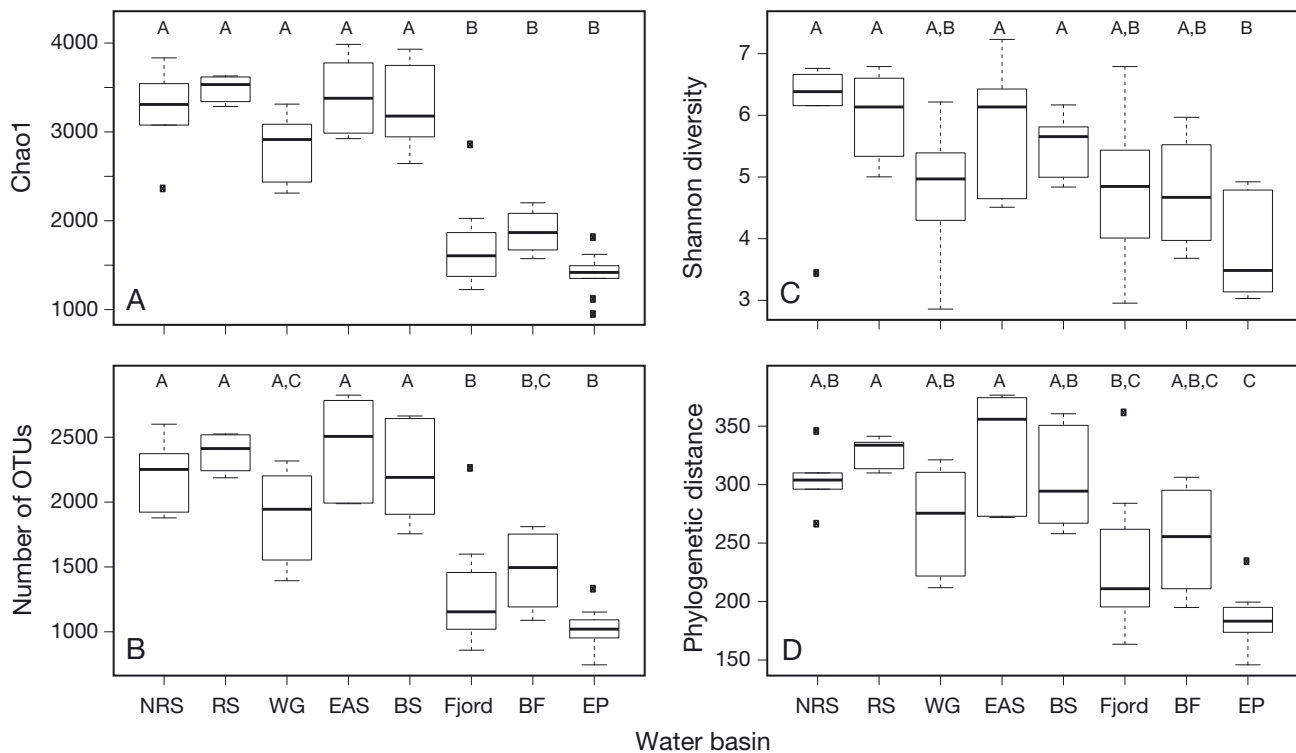 A A A A A B B B
4000
3000
2000
1000
Chao1
A
A A A,B A A A,B A,B B
7
6
5
4
3
Shannon diversity
C
A A A,C A A B B,C B
2500
2000
1500
1000
Number of OTUs
B
NRS RS WG EAS BS Fjord BF EP
A,B A A,B A A,B B,C A,B,C C
350
300
250
200
150
Phylogenetic distance
D
NRS RS WG EAS BS Fjord BF EP
Water basin